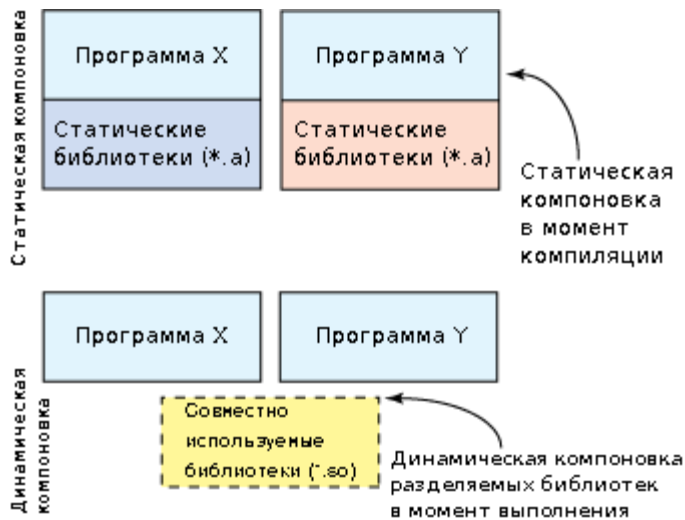 Статическая компоновка
Программа X
Программа Y
Статические
библиотеки (*.a)
Статические
библиотеки (*.a)
Статическая
компоновка
в момент
компиляции
Динамическая
компоновка
Программа X
Программа Y
Совместно
используемые
библиотеки (*.so)
Динамическая компоновка
разделяемых библиотек
в момент выполнения